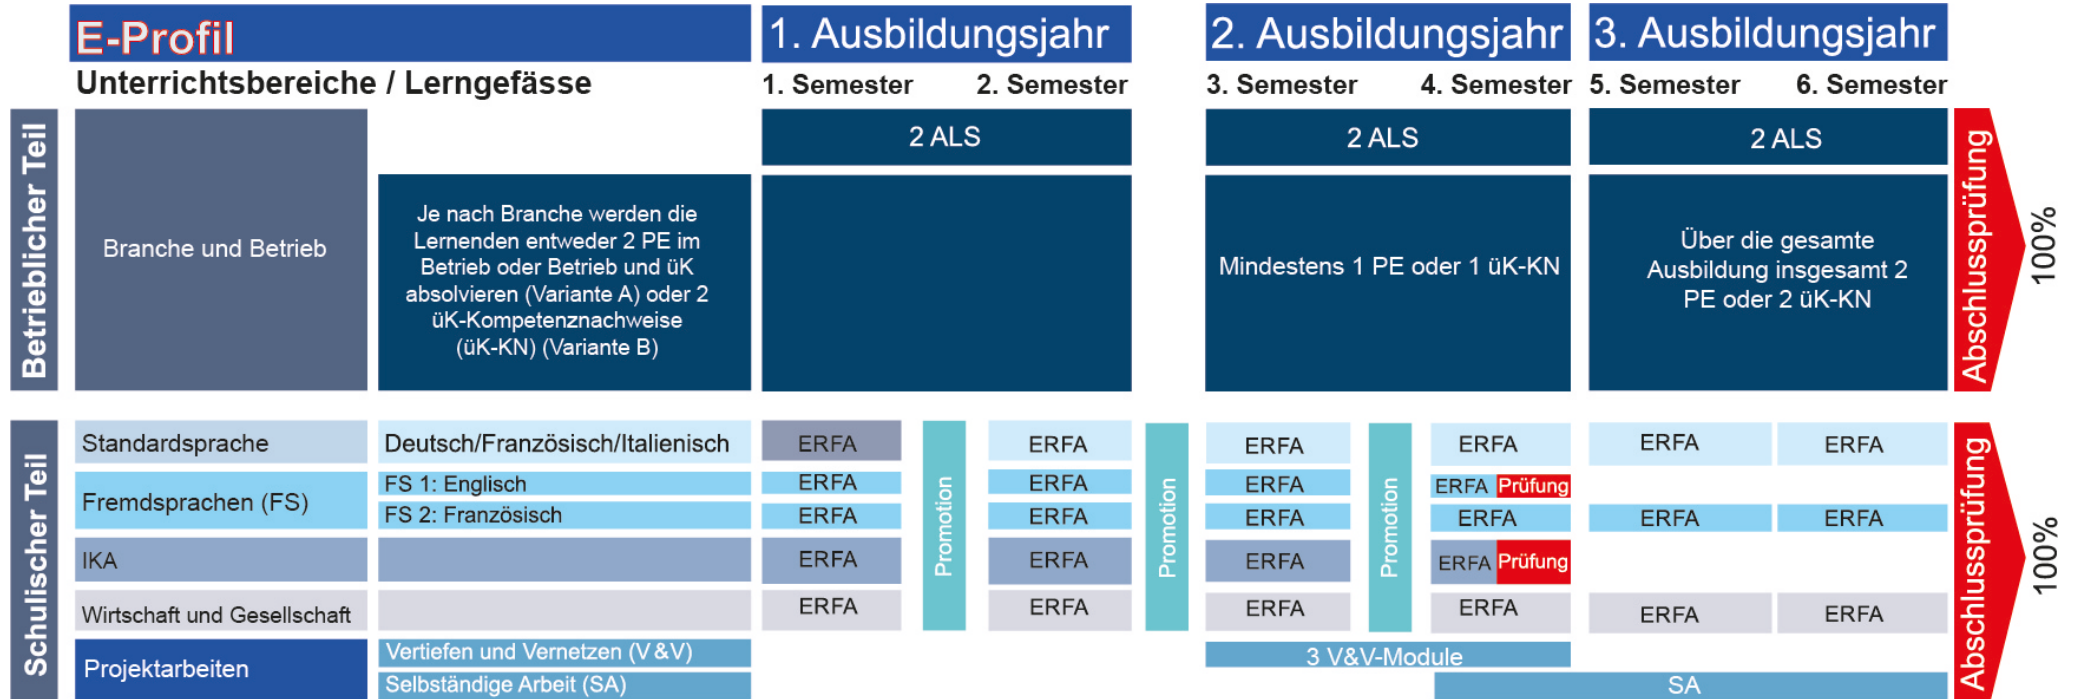 E-Profil
1. Ausbildungsjahr
2. Ausbildungsjahr
3. Ausbildungsjahr
Unterrichtsbereiche / Lerngefässe
1. Semester
2. Semester
3. Semester
4. Semester
5. Semester
6. Semester
Betrieblicher Teil
Branche und Betrieb
Je nach Branche werden die
Lernenden entweder 2 PE im
Betrieb oder Betrieb und üK
absolvieren (Variante A) oder 2
üK-Kompetenznachweise
(üK-KN) (Variante B)
2 ALS
2 ALS
Mindestens 1 PE oder 1 üK-KN
2 ALS
Über die gesamte
Ausbildung insgesamt 2
PE oder 2 üK-KN
Abschlussprüfung
100%
Schulischer Teil
Standardsprache
Deutsch/Französisch/Italienisch
ERFA
ERFA
ERFA
ERFA
ERFA
ERFA
Fremdsprachen (FS)
FS 1: Englisch
ERFA
ERFA
ERFA
ERFA Prüfung
FS 2: Französisch
ERFA
ERFA
ERFA
ERFA
ERFA
ERFA
IKA
ERFA
ERFA
ERFA
ERFA Prüfung
Wirtschaft und Gesellschaft
ERFA
ERFA
ERFA
ERFA
ERFA
ERFA
Promotion
Promotion
Promotion
Projektarbeiten
Vertiefen und Vernetzen (V&V)
3 V&V-Module
Selbständige Arbeit (SA)
SA
Abschlussprüfung
100%